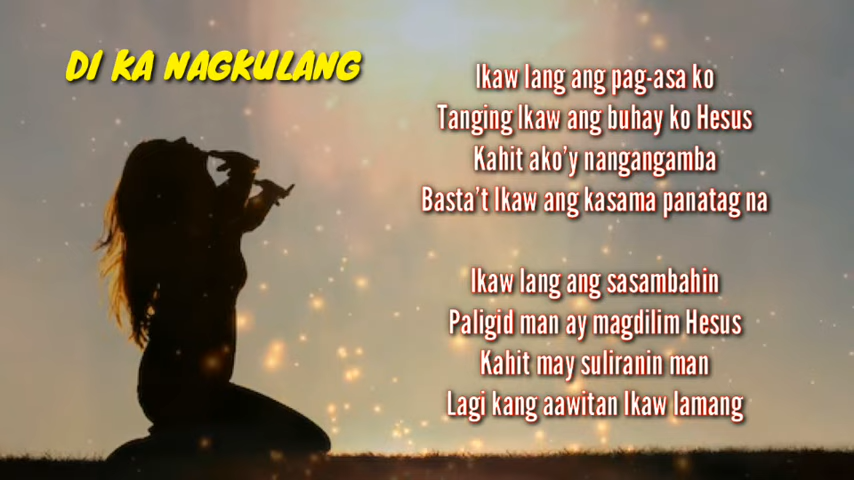 DI KA NAGKULANG
Ikaw lang ang pag-asa ko
Tanging Ikaw ang buhay ko Hesus
Kahit ako'y nangangamba
Basta't Ikaw ang kasama panatag na
Ikaw lang ang sasambahin
Paligid man ay magdilim Hesus
Kahit may suliranin man
Lagi kang aawitan Ikaw lamang